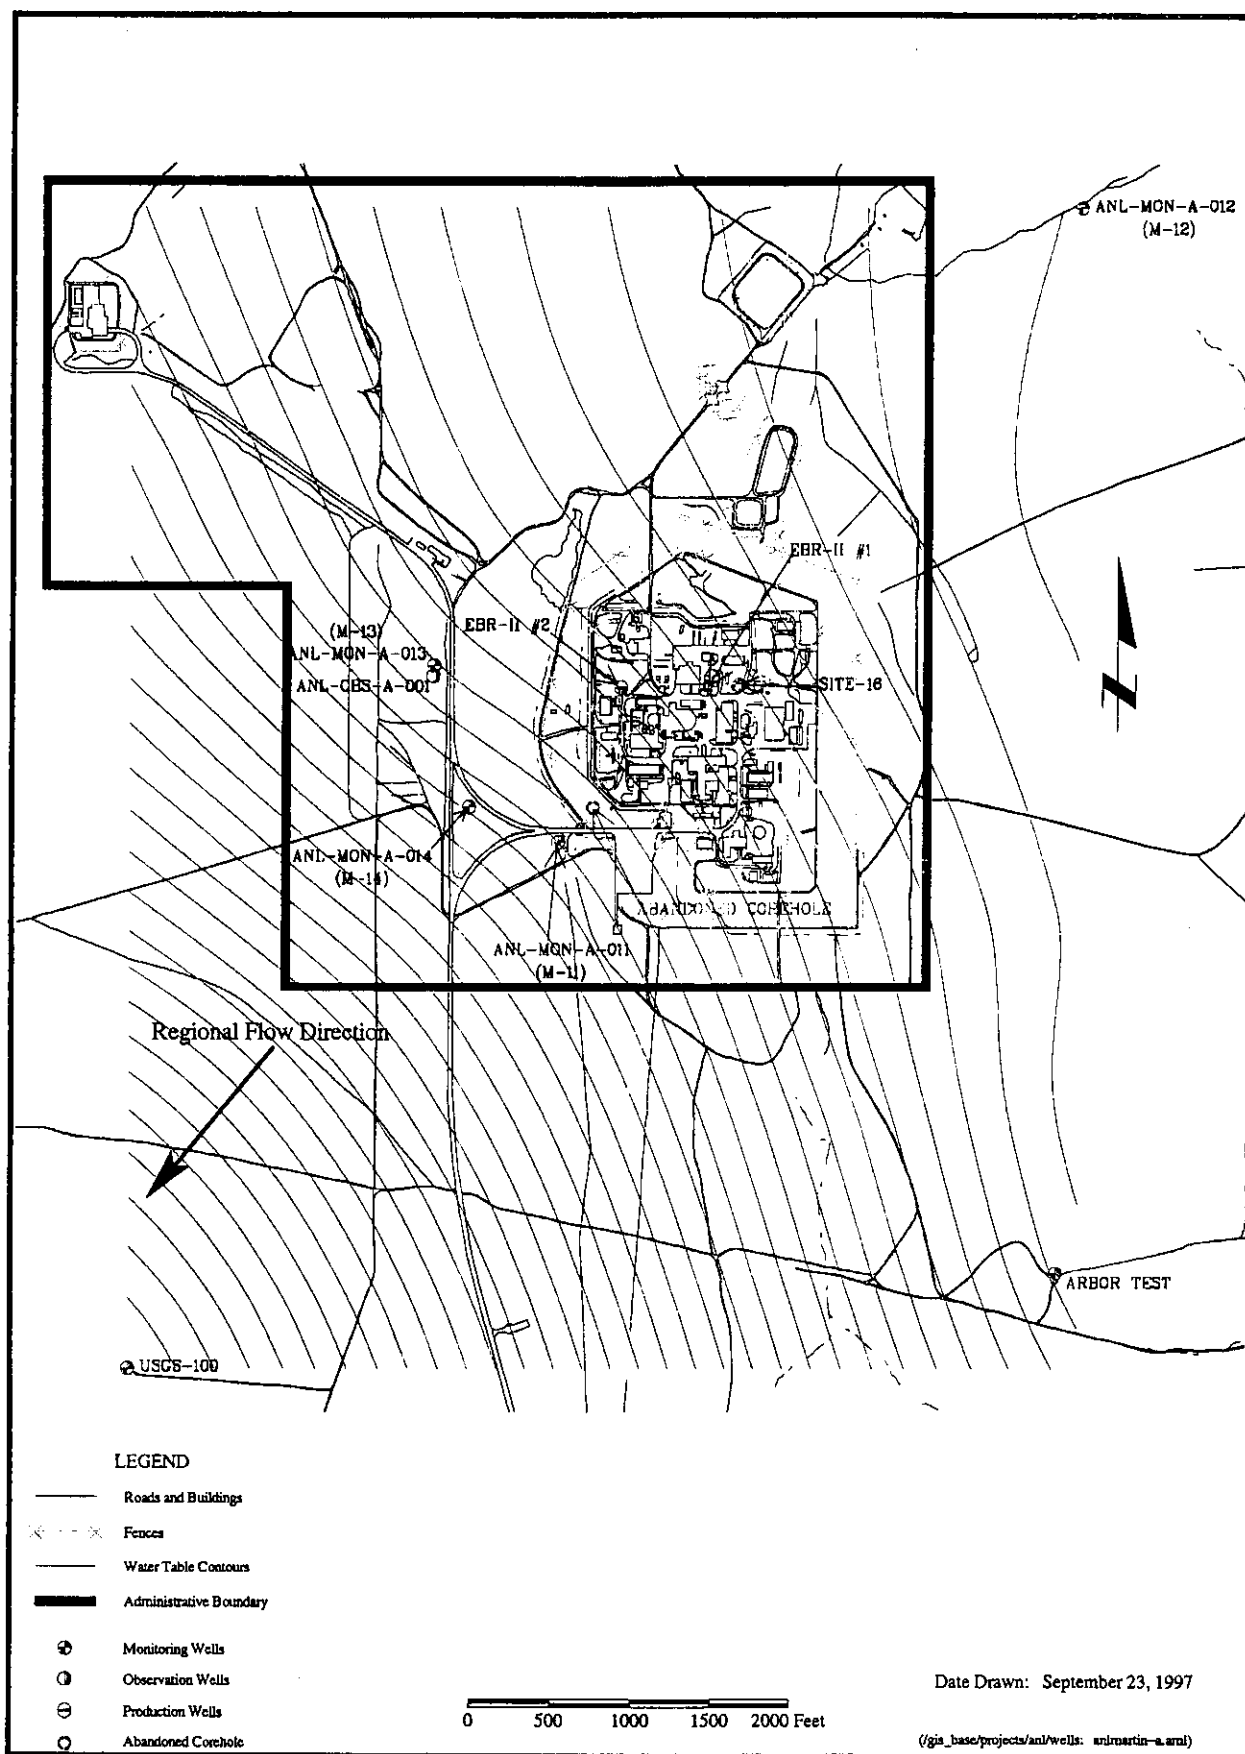 ANL-MON-A-012
(M-12)
EBR-II #1
EBR-II #2
(M-13)
ANL-MON-A-013
ANL-OBS-A-001
SITE-16
ANL-MON-A-014
(M-14)
ABANDONED COREHOLE
ANL-MON-A-011
(M-11)
Regional Flow Direction
N
ARBOR TEST
USGS-100
LEGEND
Roads and Buildings
Fences
Water Table Contours
Administrative Boundary
Monitoring Wells
Observation Wells
Production Wells
Abandoned Corehole
0 500 1000 1500 2000 Feet
Date Drawn: September 23, 1997
(/gis_base/projects/anl/wells: anlmartin-a.aml)